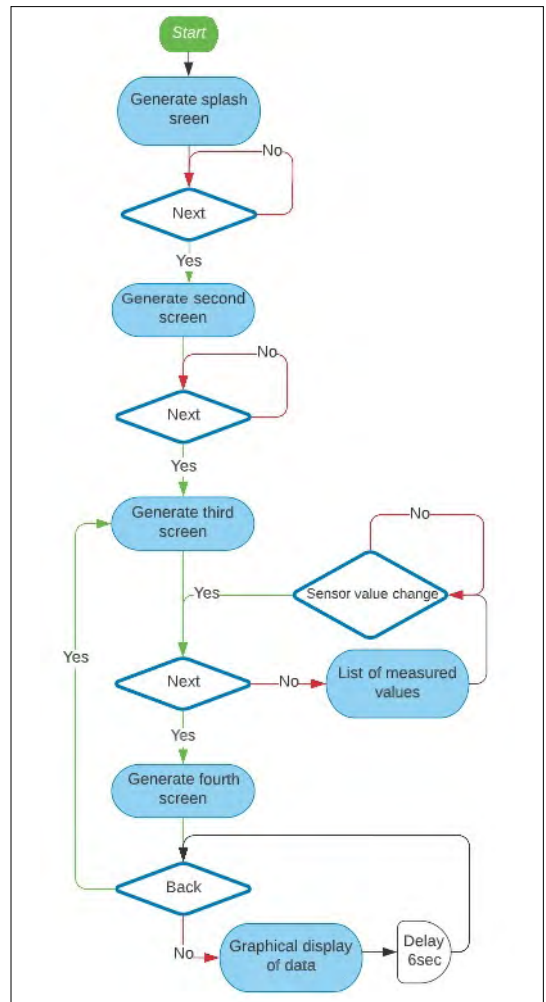 Start
Generate splash
sreen
No
Next
Yes
Generate second
screen
No
Next
Yes
Generate third
screen
No
Sensor value change
Yes
Yes
Next
No
List of measured
values
Yes
Generate fourth
screen
Back
No
Graphical display
of data
Delay
6sec